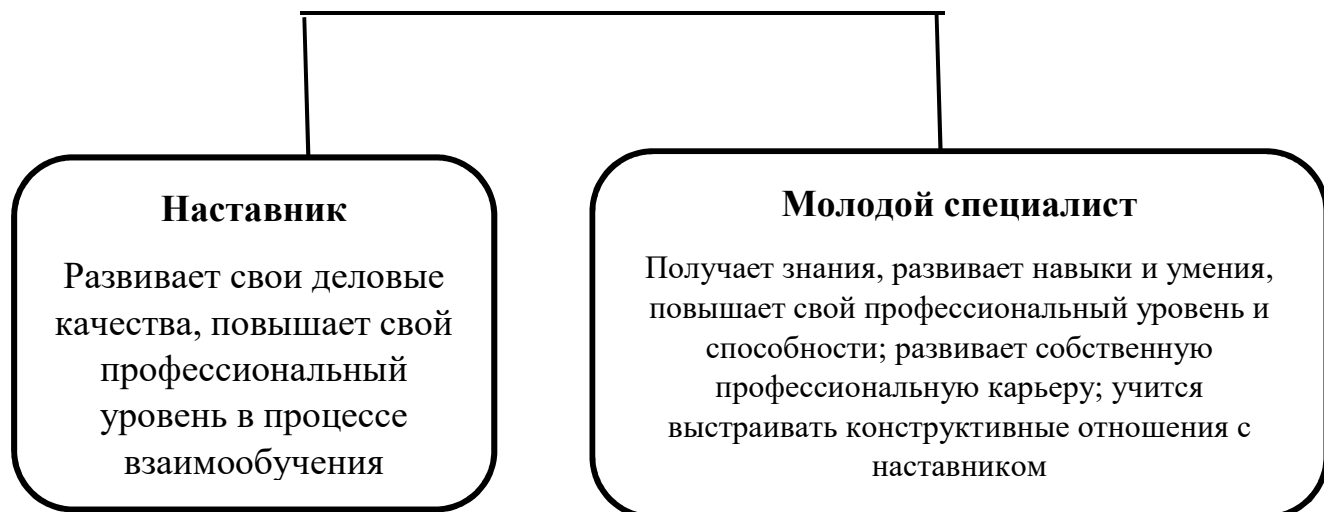 Наставник
Развивает свои деловые
качества, повышает свой
профессиональный
уровень в процессе
взаимообучения
Молодой специалист
Получает знания, развивает навыки и умения,
повышает свой профессиональный уровень и
способности; развивает собственную
профессиональную карьеру; учится
выстраивать конструктивные отношения с
наставником